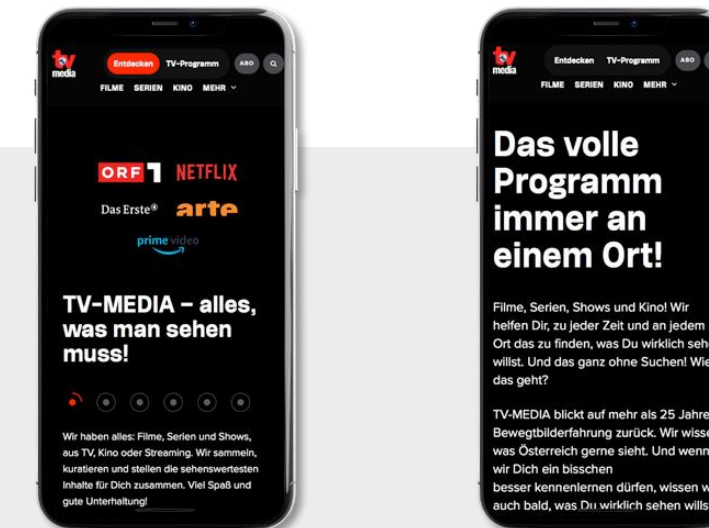 tv
media
Entdecken TV-Programm ABO
FILME SERIEN KINO MEHR
ORF 1 NETFLIX
Das Erste® arte
prime video
TV-MEDIA – alles,
was man sehen
muss!
Wir haben alles: Filme, Serien und Shows,
aus TV, Kino oder Streaming. Wir sammeln,
kuratieren und stellen die sehenswertesten
Inhalte für Dich zusammen. Viel Spaß und
gute Unterhaltung!
tv
media
Entdecken TV-Programm ABO
FILME SERIEN KINO MEHR
Das volle
Programm
immer an
einem Ort!
Filme, Serien, Shows und Kino! Wir
helfen Dir, zu jeder Zeit und an jedem
Ort das zu finden, was Du wirklich sehe
willst. Und das ganz ohne Suchen! Wie
das geht?
TV-MEDIA blickt auf mehr als 25 Jahre
Bewegtbilderfahrung zurück. Wir wisse
was Österreich gerne sieht. Und wenn
wir Dich ein bisschen
besser kennenlernen dürfen, wissen w
auch bald, was Du wirklich sehen wills